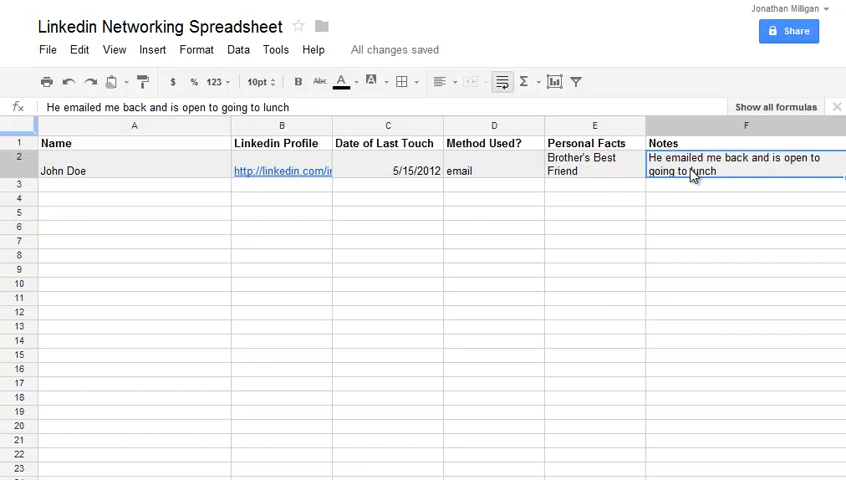 Jonathan Milligan
Linkedin Networking Spreadsheet
Share
File Edit View Insert Format Data Tools Help All changes saved
$ % 123 10pt B Abc A A Σ
fx He emailed me back and is open to going to lunch Show all formulas
A B C D E F
1 Name Linkedin Profile Date of Last Touch Method Used? Personal Facts Notes
2 John Doe http://linkedin.com/ir 5/15/2012 email Brother's Best Friend He emailed me back and is open to going to lunch
3
4
5
6
7
8
9
10
11
12
13
14
15
16
17
18
19
20
21
22
23